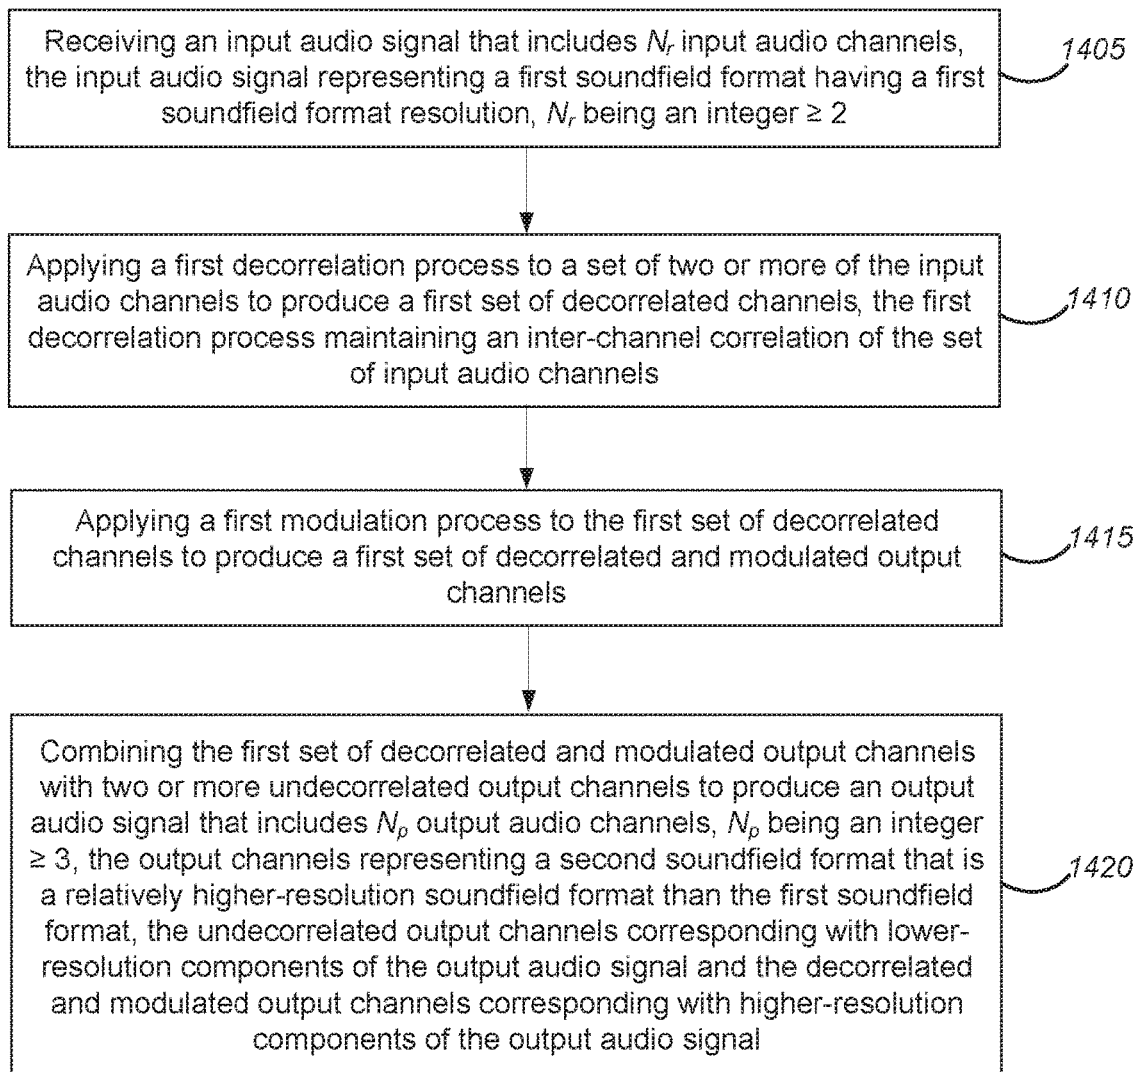 Receiving an input audio signal that includes Nr input audio channels,
the input audio signal representing a first soundfield format having a first
soundfield format resolution, Nr being an integer ≥ 2
1405
Applying a first decorrelation process to a set of two or more of the input
audio channels to produce a first set of decorrelated channels, the first
decorrelation process maintaining an inter-channel correlation of the set
of input audio channels
1410
Applying a first modulation process to the first set of decorrelated
channels to produce a first set of decorrelated and modulated output
channels
1415
Combining the first set of decorrelated and modulated output channels
with two or more undecorrelated output channels to produce an output
audio signal that includes Np output audio channels, Np being an integer
≥ 3, the output channels representing a second soundfield format that is
a relatively higher-resolution soundfield format than the first soundfield
format, the undecorrelated output channels corresponding with lower-
resolution components of the output audio signal and the decorrelated
and modulated output channels corresponding with higher-resolution
components of the output audio signal
1420